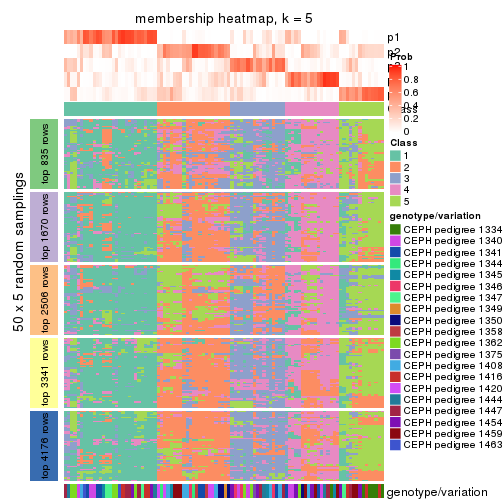 membership heatmap, k = 5
p1
p2
Prob
1
0.8
0.6
0.4
0.2
0
Class
1
2
3
4
5
genotype/variation
CEPH pedigree 1334
CEPH pedigree 1340
CEPH pedigree 1341
CEPH pedigree 1344
CEPH pedigree 1345
CEPH pedigree 1346
CEPH pedigree 1347
CEPH pedigree 1349
CEPH pedigree 1350
CEPH pedigree 1358
CEPH pedigree 1362
CEPH pedigree 1375
CEPH pedigree 1408
CEPH pedigree 1416
CEPH pedigree 1420
CEPH pedigree 1444
CEPH pedigree 1447
CEPH pedigree 1454
CEPH pedigree 1459
CEPH pedigree 1463
50 x 5 random samplings
top 835 rows
top 1670 rows
top 2506 rows
top 3341 rows
top 4176 rows
genotype/variation